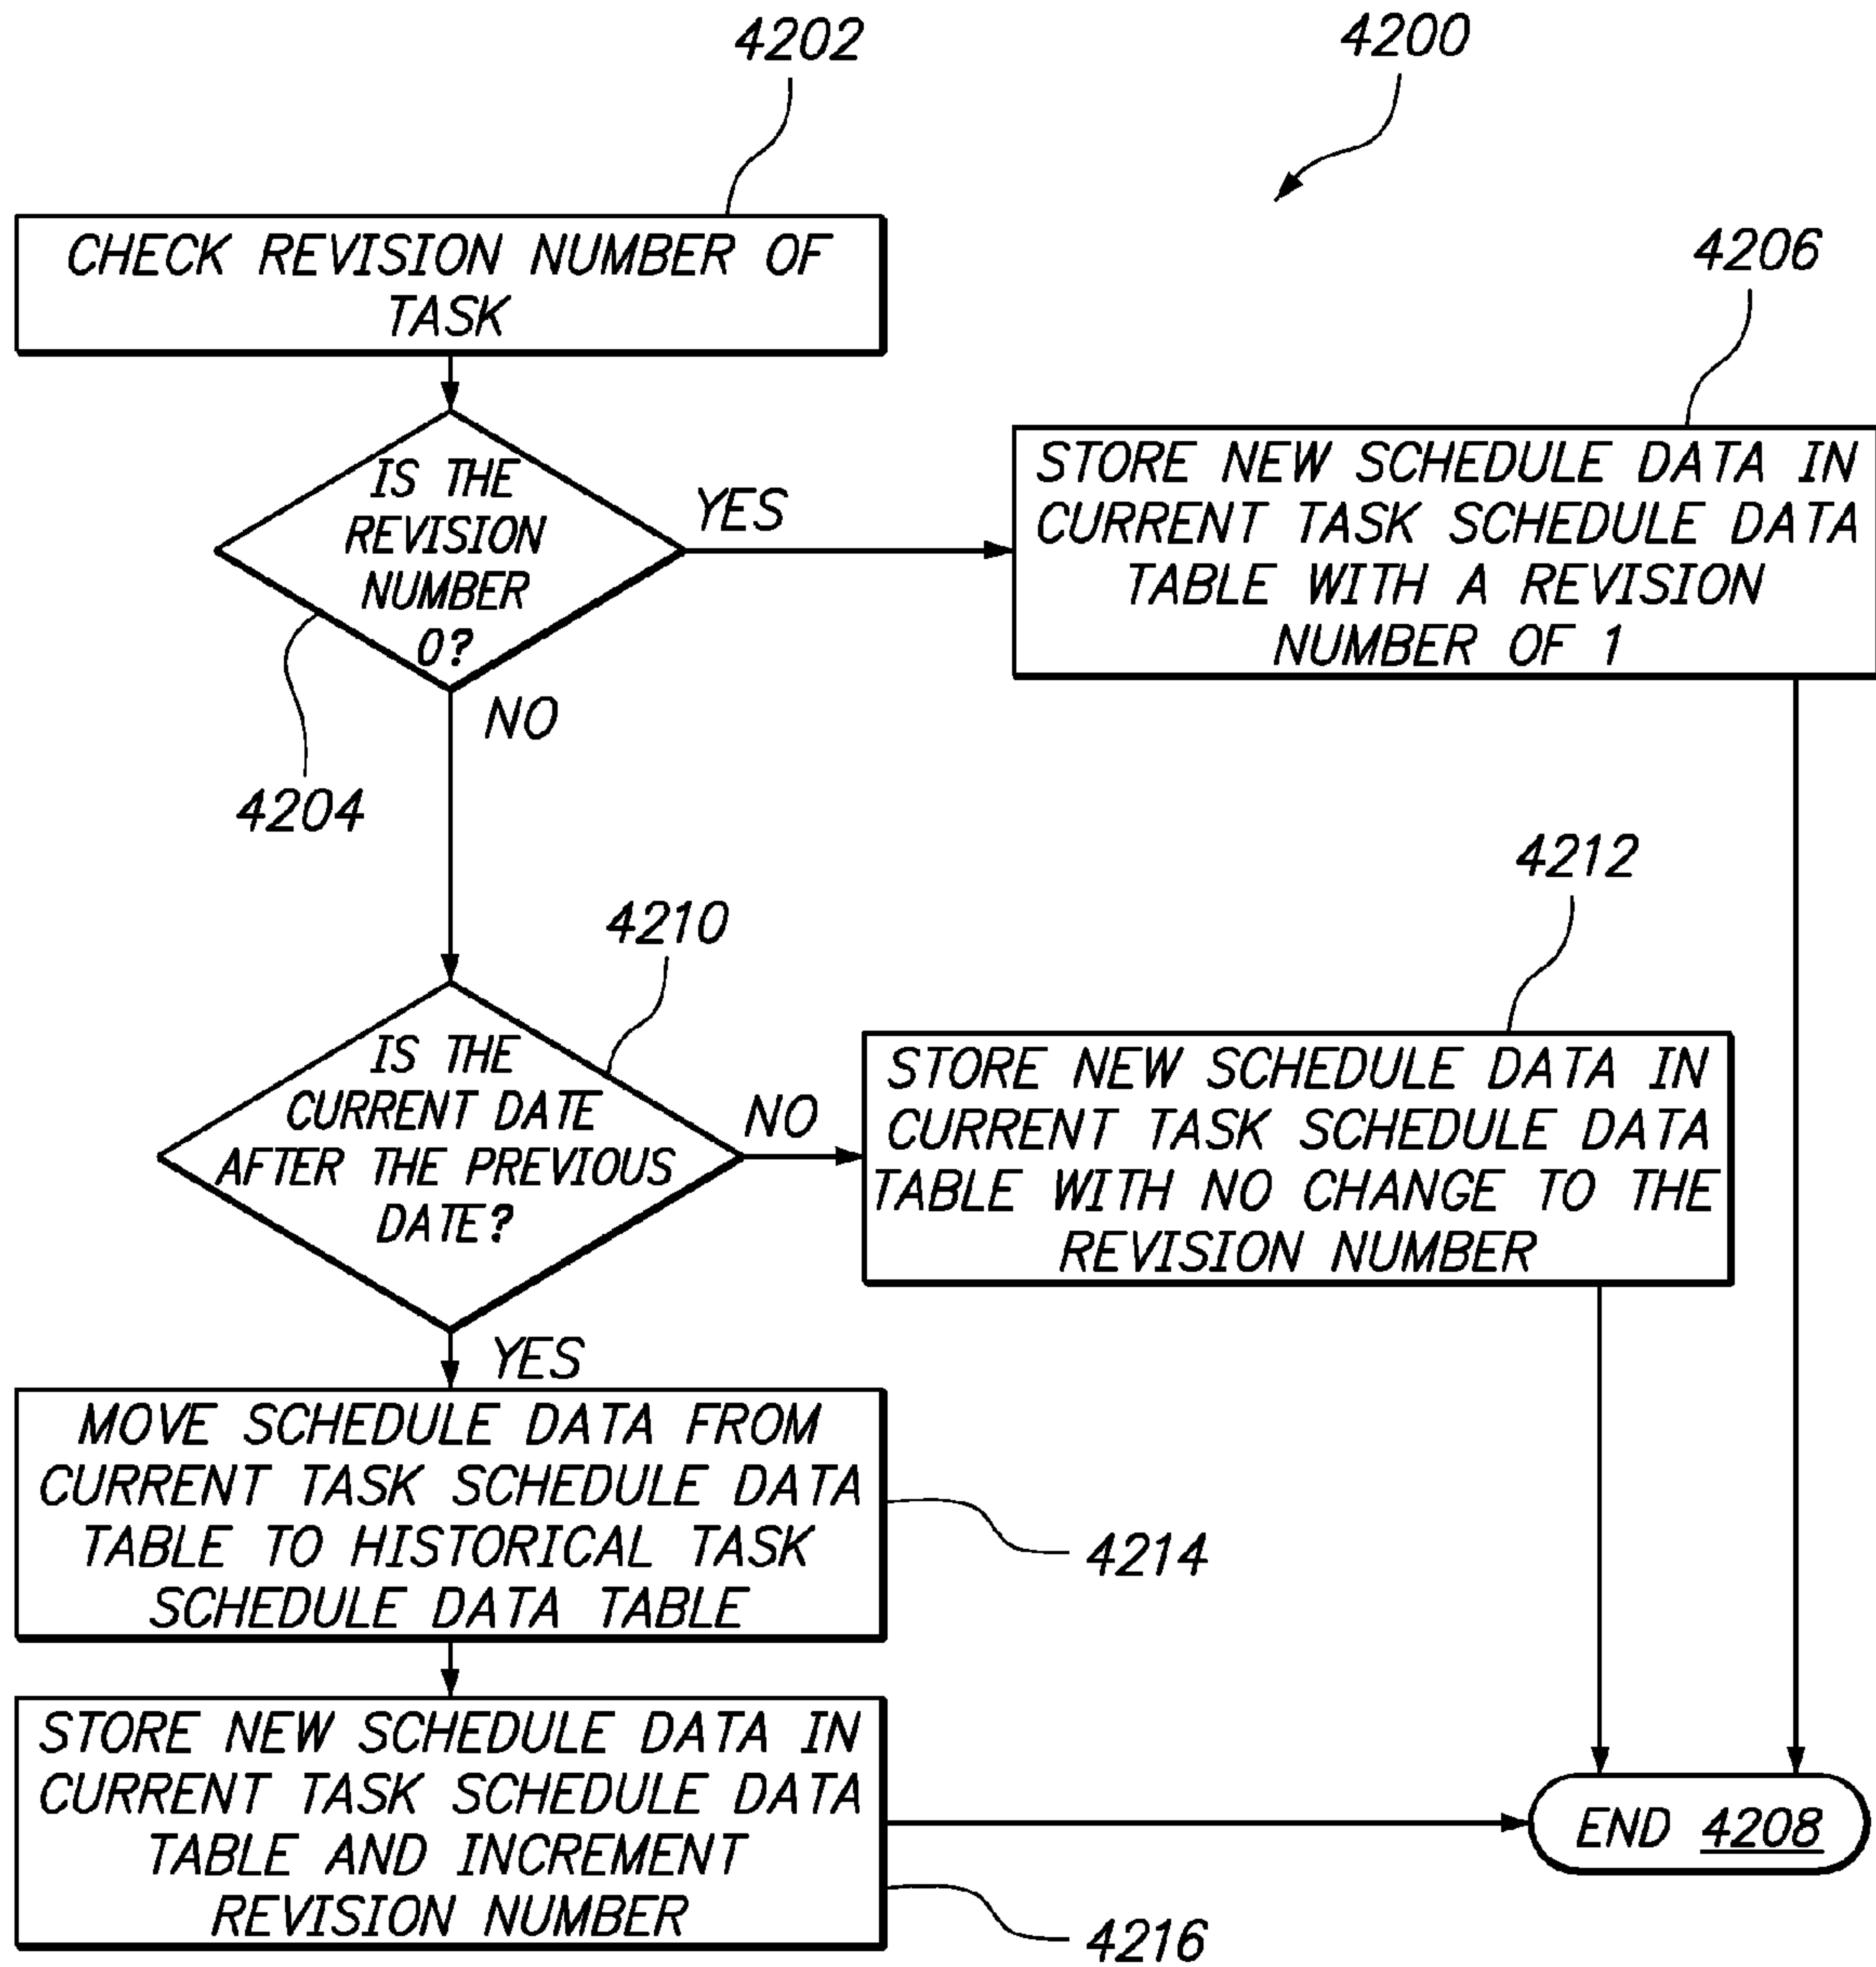 4202
4200
CHECK REVISION NUMBER OF
TASK
4206
IS THE
REVISION
NUMBER
0?
YES
STORE NEW SCHEDULE DATA IN
CURRENT TASK SCHEDULE DATA
TABLE WITH A REVISION
NUMBER OF 1
NO
4204
4212
4210
IS THE
CURRENT DATE
AFTER THE PREVIOUS
DATE?
NO
STORE NEW SCHEDULE DATA IN
CURRENT TASK SCHEDULE DATA
TABLE WITH NO CHANGE TO THE
REVISION NUMBER
YES
MOVE SCHEDULE DATA FROM
CURRENT TASK SCHEDULE DATA
TABLE TO HISTORICAL TASK
SCHEDULE DATA TABLE
4214
STORE NEW SCHEDULE DATA IN
CURRENT TASK SCHEDULE DATA
TABLE AND INCREMENT
REVISION NUMBER
END 4208
4216